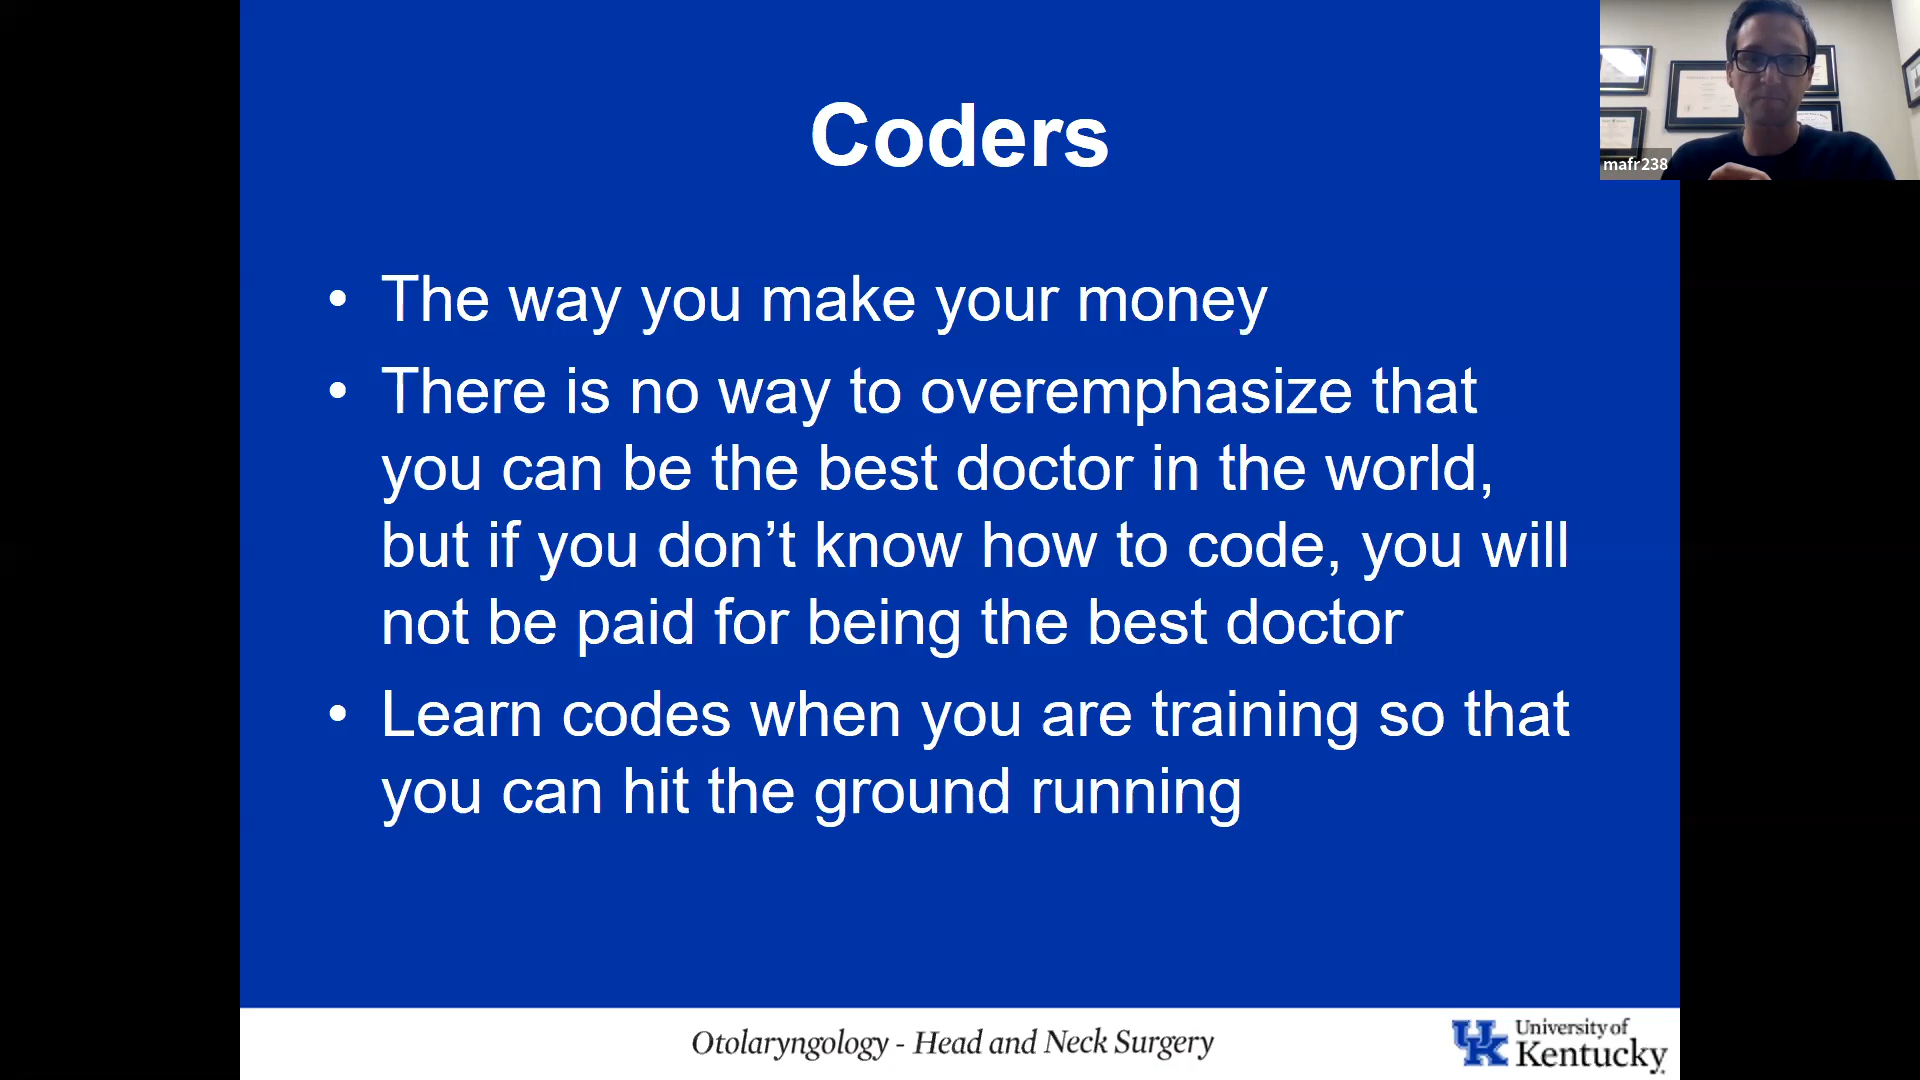 Coders
mafr238
• The way you make your money
• There is no way to overemphasize that
you can be the best doctor in the world,
but if you don’t know how to code, you will
not be paid for being the best doctor
• Learn codes when you are training so that
you can hit the ground running
Otolaryngology - Head and Neck Surgery
UK
University of
Kentucky